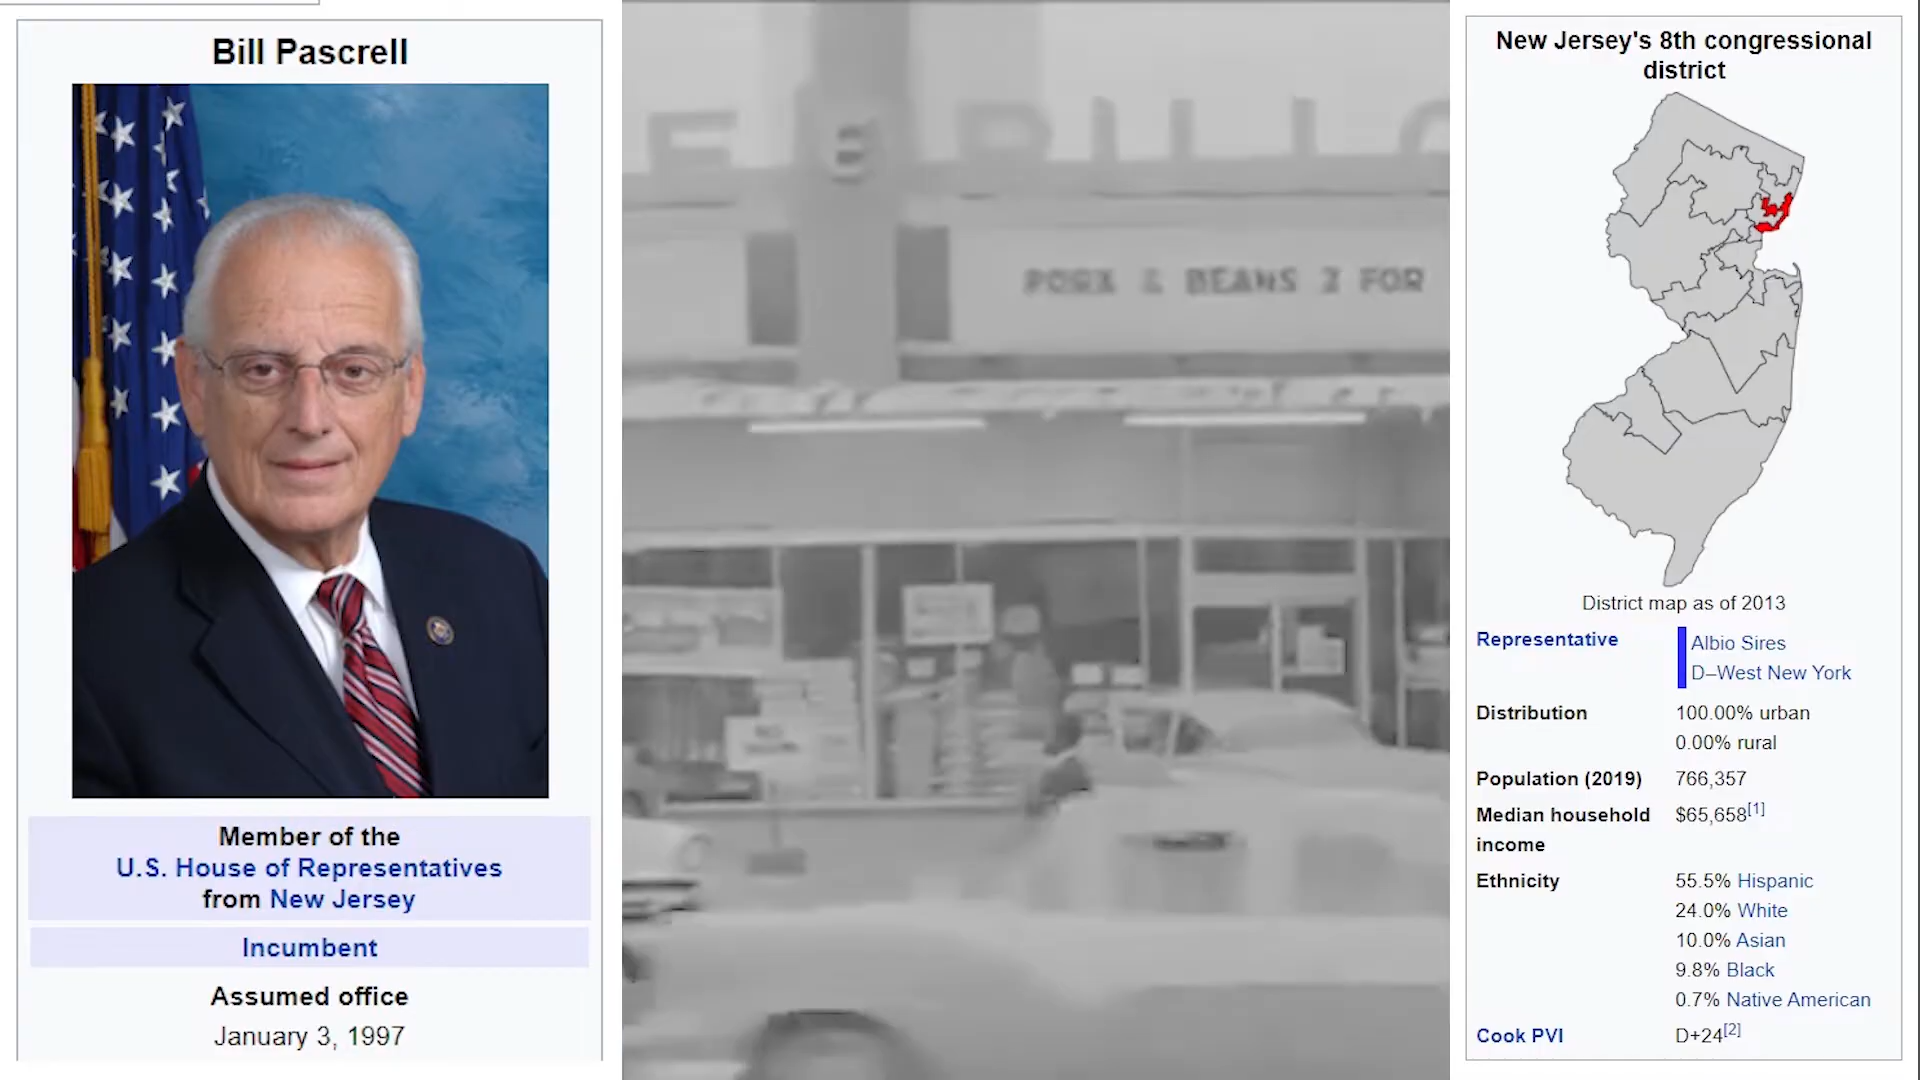 Bill Pascrell
Member of the
U.S. House of Representatives
from New Jersey
Incumbent
Assumed office
January 3, 1997
PORK & BEANS 2 FOR
New Jersey's 8th congressional
district
District map as of 2013
Representative
Albio Sires
D–West New York
Distribution
100.00% urban
0.00% rural
Population (2019)
766,357
Median household
income
$65,658[1]
Ethnicity
55.5% Hispanic
24.0% White
10.0% Asian
9.8% Black
0.7% Native American
Cook PVI
D+24[2]